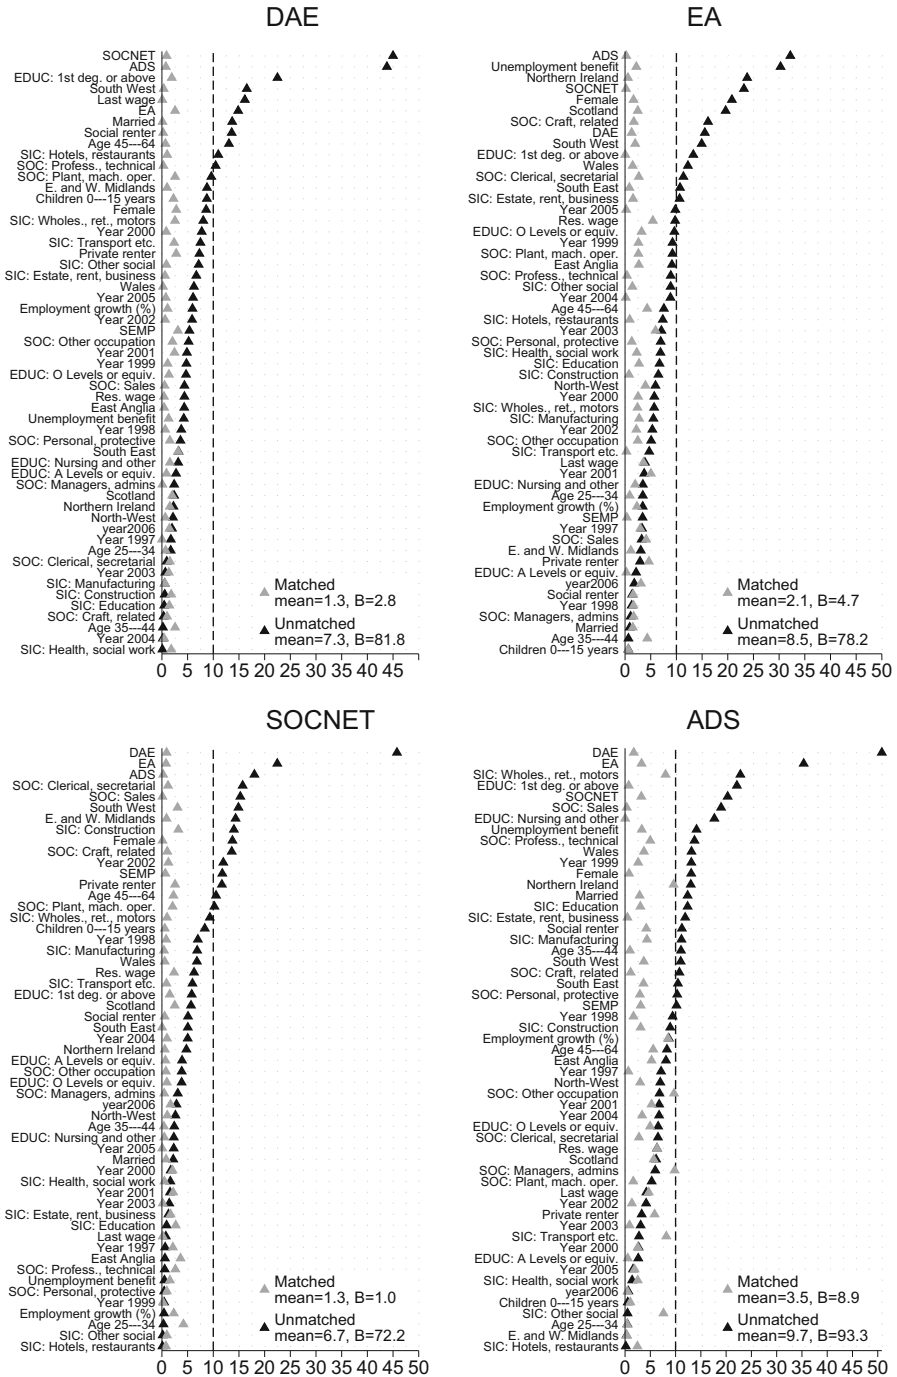 DAE
SOCNET
ADS
EDUC: 1st deg. or above
South West
Last wage
EA
Married
Social renter
Age 45---64
SIC: Hotels, restaurants
SOC: Profess., technical
SOC: Plant, mach. oper.
E. and W. Midlands
Children 0---15 years
Female
SIC: Wholes., ret., motors
Year 2000
SIC: Transport etc.
Private renter
SIC: Other social
SIC: Estate, rent, business
Wales
Year 2005
Employment growth (%)
Year 2002
SEMP
SOC: Other occupation
Year 2001
Year 1999
EDUC: O Levels or equiv.
SOC: Sales
Res. wage
East Anglia
Unemployment benefit
Year 1998
SOC: Personal, protective
South East
EDUC: Nursing and other
EDUC: A Levels or equiv.
SOC: Managers, admins
Scotland
Northern Ireland
North-West
year2006
Year 1997
Age 25---34
SOC: Clerical, secretarial
Year 2003
SIC: Manufacturing
SIC: Construction
SIC: Education
SOC: Craft, related
Age 35---44
Year 2004
SIC: Health, social work
Matched
mean=1.3, B=2.8
Unmatched
mean=7.3, B=81.8
0 5 10 15 20 25 30 35 40 45 50
EA
ADS
Unemployment benefit
Northern Ireland
SOCNET
Female
Scotland
SOC: Craft, related
DAE
South West
EDUC: 1st deg. or above
Wales
SOC: Clerical, secretarial
South East
SIC: Estate, rent, business
Year 2005
Res. wage
EDUC: O Levels or equiv.
Year 1999
SOC: Plant, mach. oper.
East Anglia
SOC: Profess., technical
SIC: Other social
Year 2004
Age 45---64
SIC: Hotels, restaurants
Year 2003
SOC: Personal, protective
SIC: Health, social work
SIC: Education
SIC: Construction
North-West
Year 2000
SIC: Wholes., ret., motors
SIC: Manufacturing
Year 2002
SOC: Other occupation
SIC: Transport etc.
Last wage
Year 2001
EDUC: Nursing and other
Age 25---34
Employment growth (%)
SEMP
Year 1997
SOC: Sales
E. and W. Midlands
Private renter
EDUC: A Levels or equiv.
year2006
Social renter
Year 1998
SOC: Managers, admins
Married
Age 35---44
Children 0---15 years
Matched
mean=2.1, B=4.7
Unmatched
mean=8.5, B=78.2
0 5 10 15 20 25 30 35 40 45 50
SOCNET
DAE
EA
ADS
SOC: Clerical, secretarial
SOC: Sales
South West
E. and W. Midlands
SIC: Construction
Female
SOC: Craft, related
Year 2002
SEMP
Private renter
Age 45---64
SOC: Plant, mach. oper.
SIC: Wholes., ret., motors
Children 0---15 years
Year 1998
SIC: Manufacturing
Wales
Res. wage
SIC: Transport etc.
EDUC: 1st deg. or above
Scotland
Social renter
South East
Year 2004
Northern Ireland
EDUC: A Levels or equiv.
SOC: Other occupation
EDUC: O Levels or equiv.
SOC: Managers, admins
year2006
North-West
Age 35---44
EDUC: Nursing and other
Year 2005
Married
Year 2000
SIC: Health, social work
Year 2001
Year 2003
SIC: Estate, rent, business
SIC: Education
Last wage
Year 1997
East Anglia
SOC: Profess., technical
Unemployment benefit
SOC: Personal, protective
Year 1999
Employment growth (%)
Age 25---34
SIC: Other social
SIC: Hotels, restaurants
Matched
mean=1.3, B=1.0
Unmatched
mean=6.7, B=72.2
0 5 10 15 20 25 30 35 40 45 50
ADS
DAE
EA
SIC: Wholes., ret., motors
EDUC: 1st deg. or above
SOCNET
SOC: Sales
EDUC: Nursing and other
Unemployment benefit
SOC: Profess., technical
Wales
Year 1999
Female
Northern Ireland
Married
SIC: Education
SIC: Estate, rent, business
Social renter
SIC: Manufacturing
Age 35---44
South West
SOC: Craft, related
South East
SOC: Personal, protective
SEMP
Year 1998
SIC: Construction
Employment growth (%)
Age 45---64
East Anglia
Year 1997
North-West
SOC: Other occupation
Year 2001
Year 2004
EDUC: O Levels or equiv.
SOC: Clerical, secretarial
Res. wage
Scotland
SOC: Managers, admins
SOC: Plant, mach. oper.
Last wage
Year 2002
Private renter
Year 2003
SIC: Transport etc.
Year 2000
EDUC: A Levels or equiv.
Year 2005
SIC: Health, social work
year2006
Children 0---15 years
SIC: Other social
Age 25---34
E. and W. Midlands
SIC: Hotels, restaurants
Matched
mean=3.5, B=8.9
Unmatched
mean=9.7, B=93.3
0 5 10 15 20 25 30 35 40 45 50